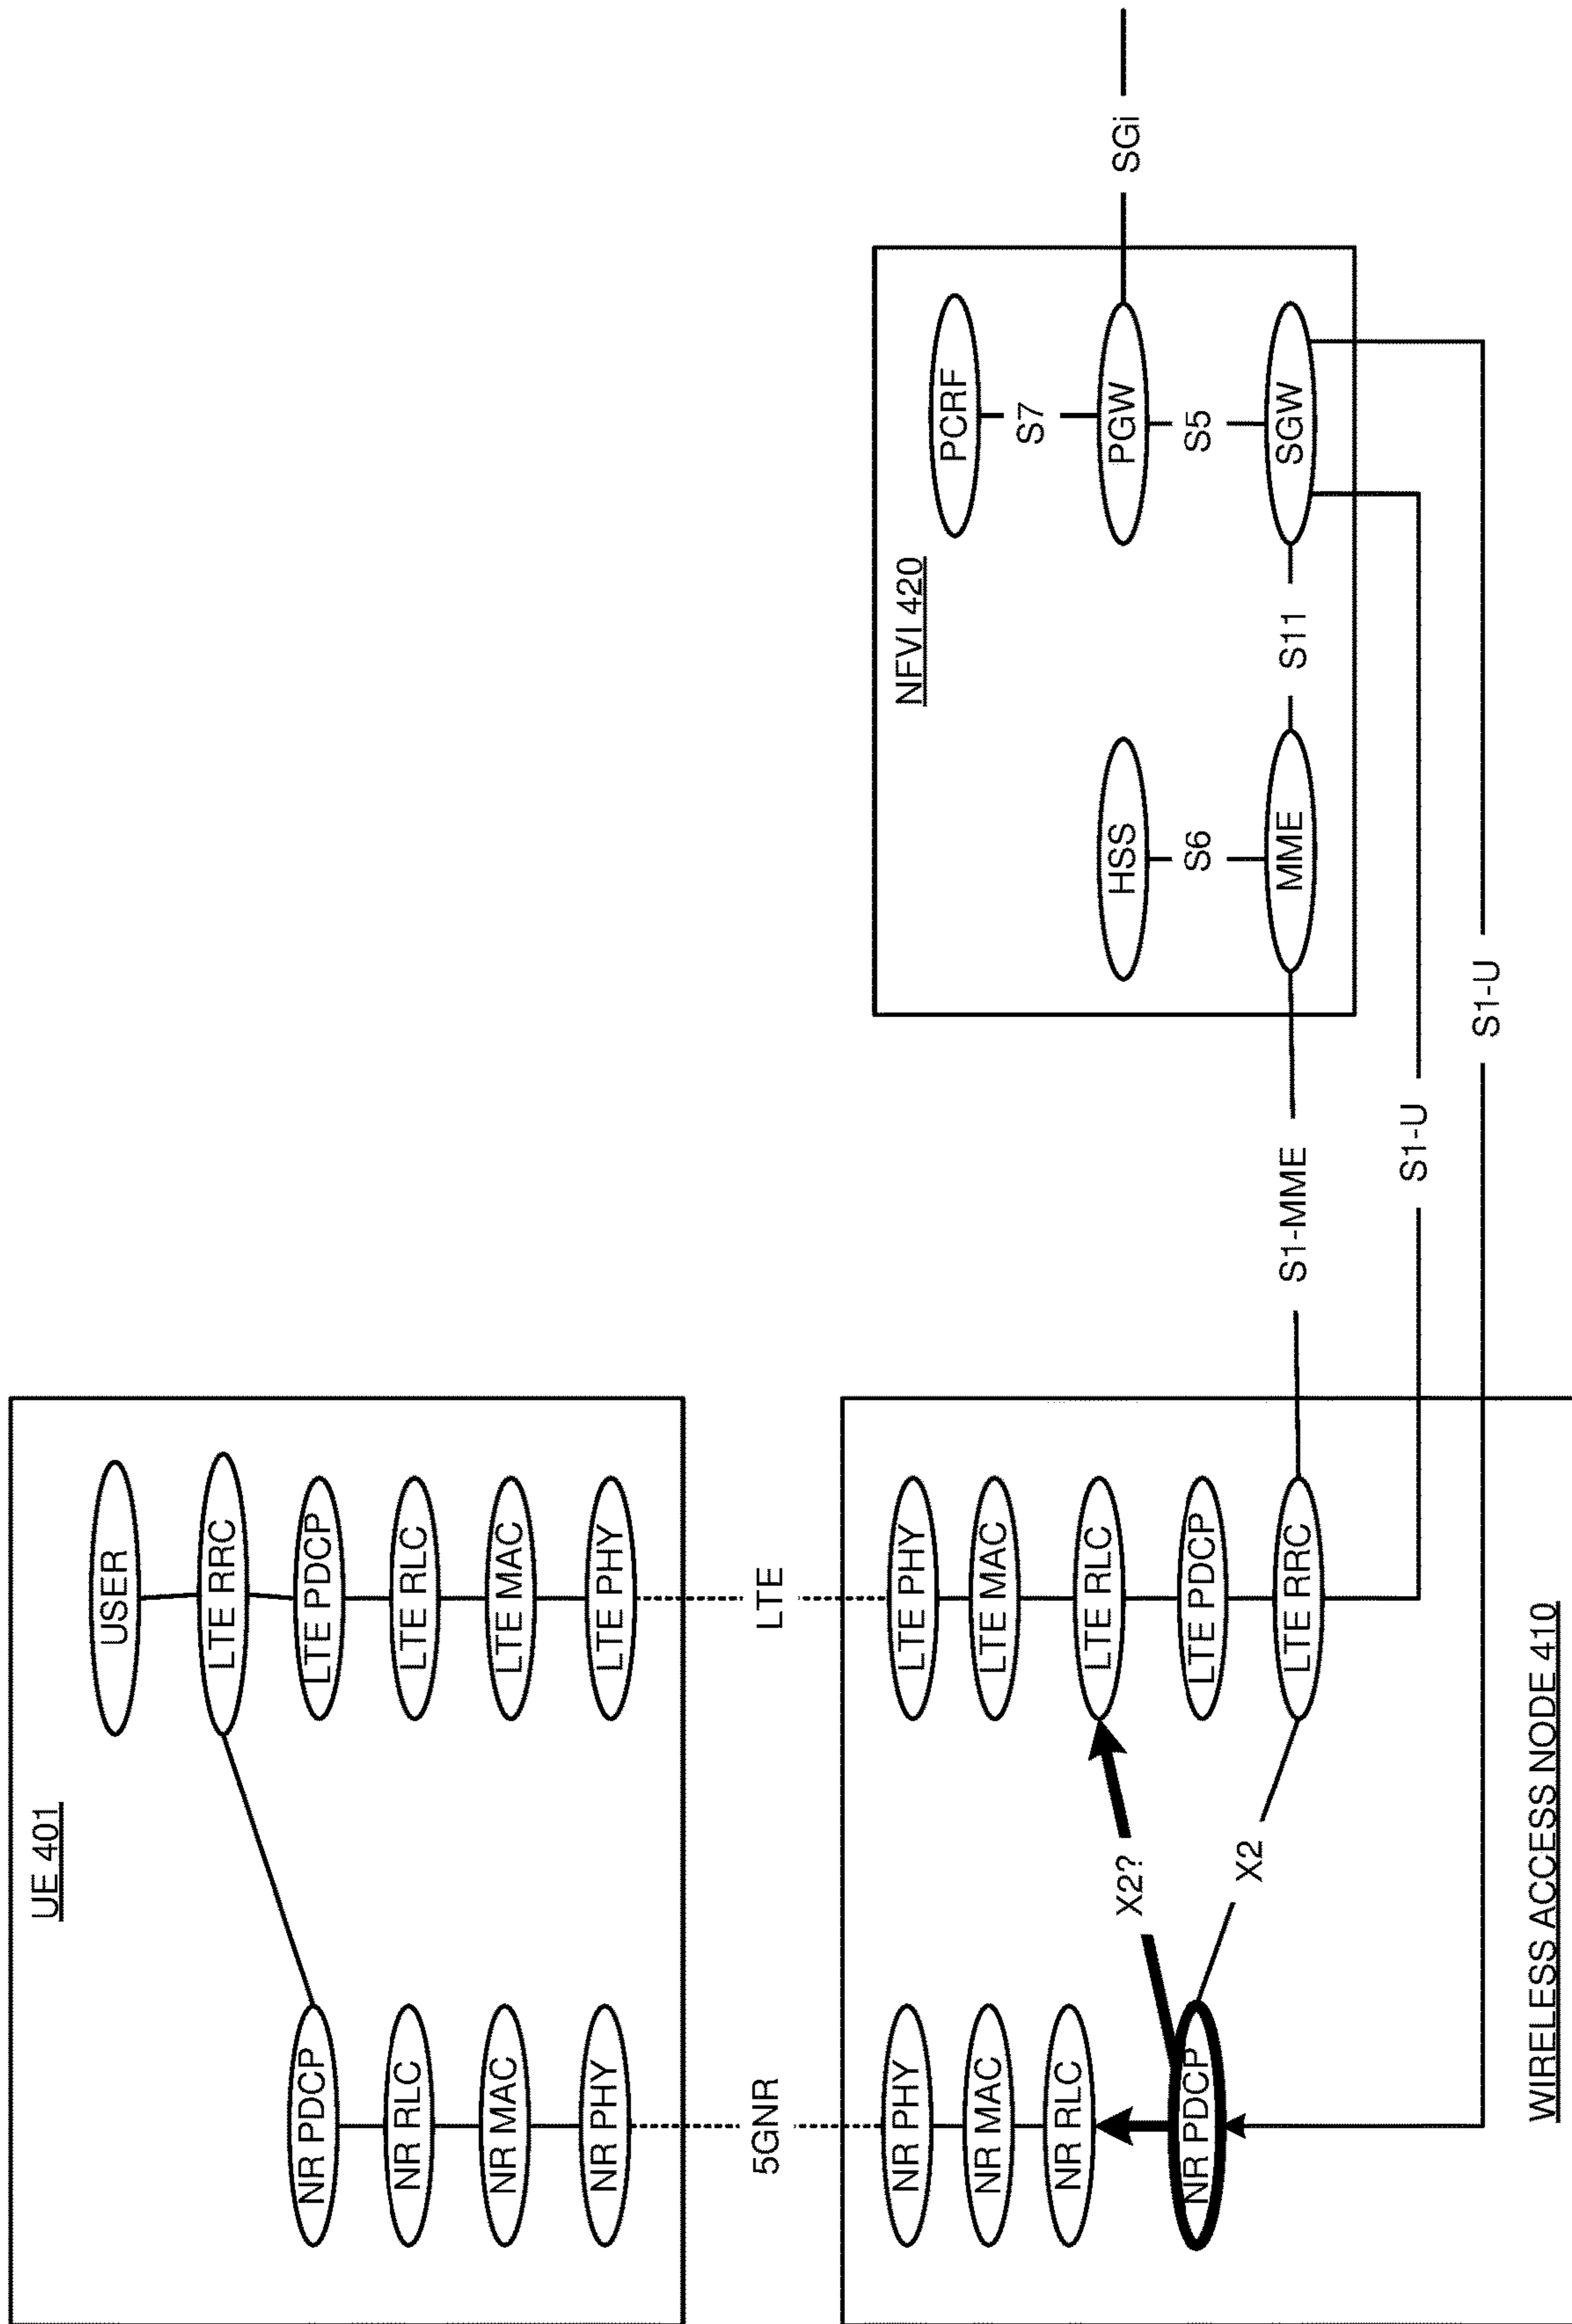 UE 401
USER
LTE RRC
NR PDCP
LTE PDCP
NR RLC
LTE RLC
NR MAC
LTE MAC
NR PHY
LTE PHY
5GNR
LTE
NR PHY
LTE PHY
NR MAC
LTE MAC
NR RLC
LTE RLC
X2?
NR PDCP
LTE PDCP
X2
LTE RRC
WIRELESS ACCESS NODE 410
S1-MME
S1-U
S1-U
NFVI 420
PCRF
S7
HSS
PGW
SGi
S6
S5
MME
S11
SGW